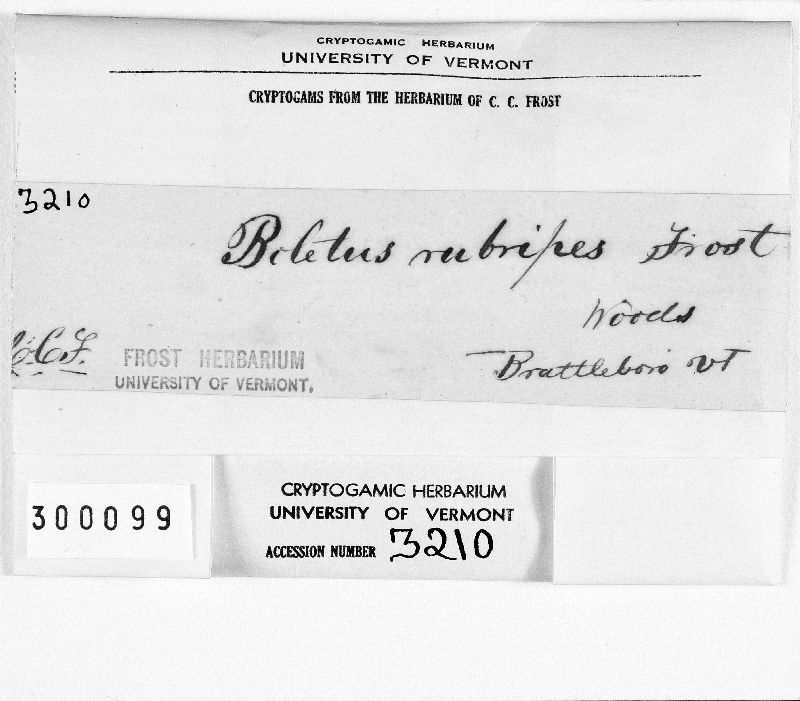 CRYPTOGAMIC HERBARIUM
UNIVERSITY OF VERMONT
CRYPTOGAMS FROM THE HERBARIUM OF C. C. FROST
3210
Boletus rubripes Frost
Woods
Brattleboro VT
C.C.F.
FROST HERBARIUM
UNIVERSITY OF VERMONT.
300099
CRYPTOGAMIC HERBARIUM
UNIVERSITY OF VERMONT
ACCESSION NUMBER 3210